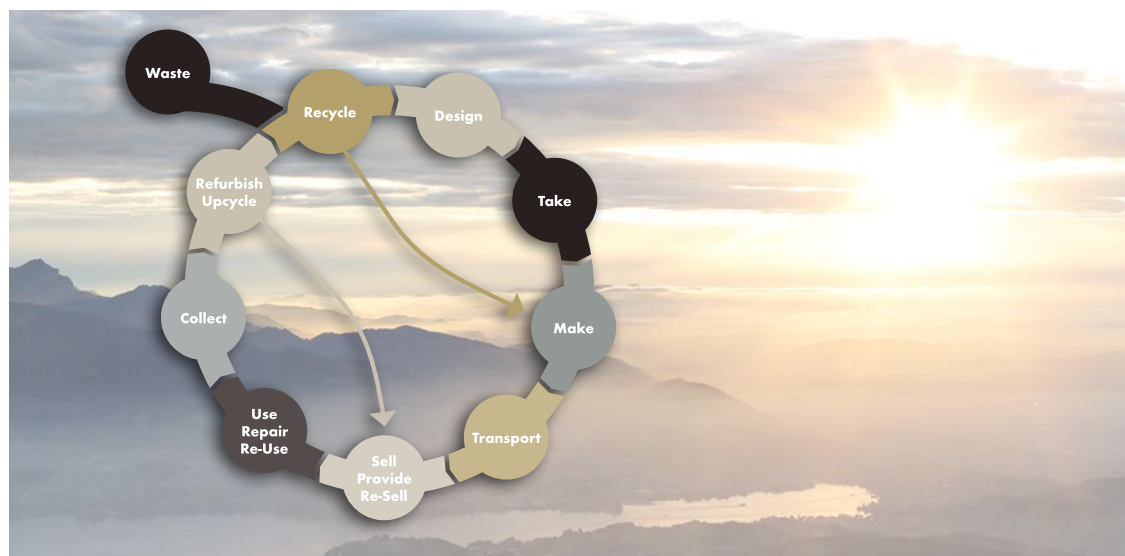 Waste
Recycle
Design
Take
Make
Transport
Sell
Provide
Re-Sell
Use
Repair
Re-Use
Collect
Refurbish
Upcycle